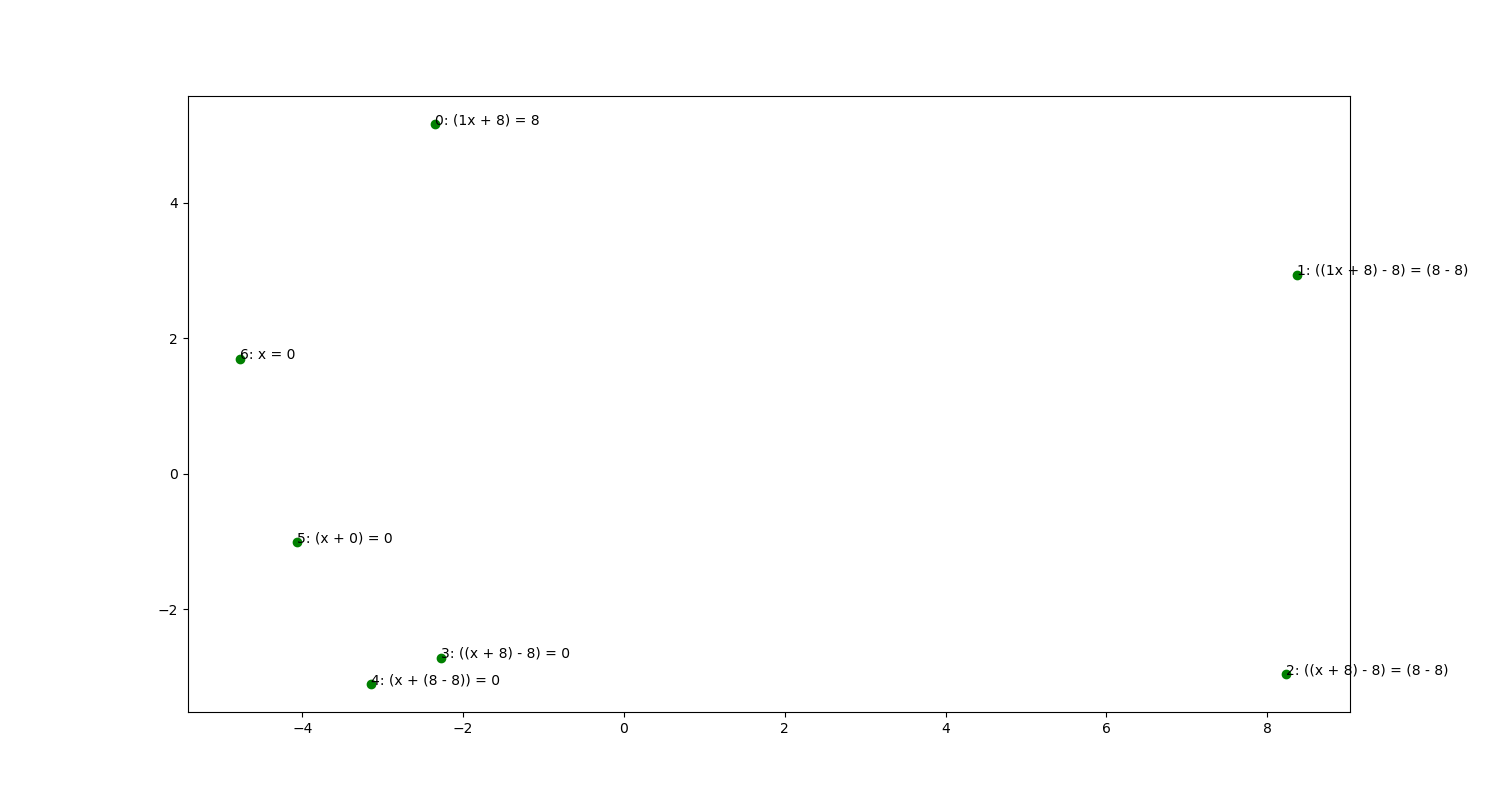 0: (1x + 8) = 8
4
1: ((1x + 8) - 8) = (8 - 8)
2
6: x = 0
0
5: (x + 0) = 0
−2
3: ((x + 8) - 8) = 0
2: ((x + 8) - 8) = (8 - 8)
4: (x + (8 - 8)) = 0
−4 −2 0 2 4 6 8